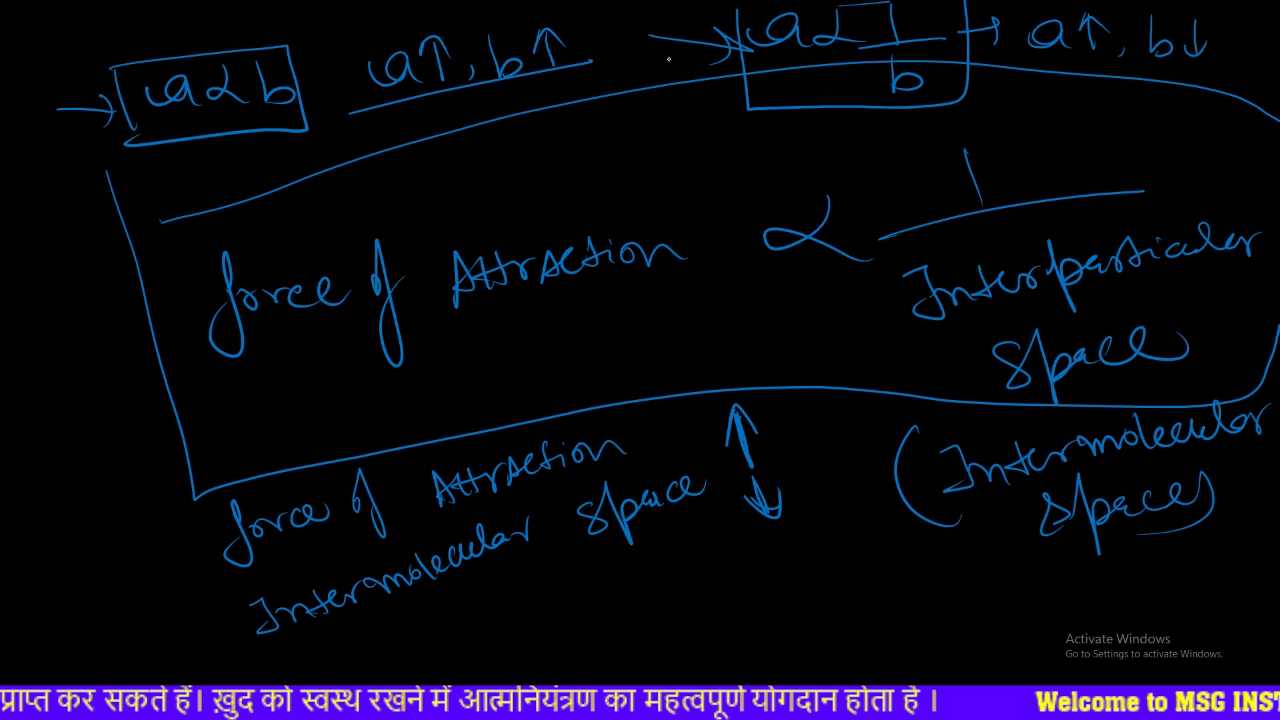 → a ∝ b a↑, b↑ → a ∝ 1/b → a↑, b↓
force of Attraction ∝ 1
Interparticular
Space
(Intermolecular
Space)
force of Attraction ↑
Intermolecular Space ↓
Activate Windows
Go to Settings to activate Windows.
प्राप्त कर सकते हैं। ख़ुद को स्वस्थ रखने में आत्मनियंत्रण का महत्वपूर्ण योगदान होता है । Welcome to MSG INST